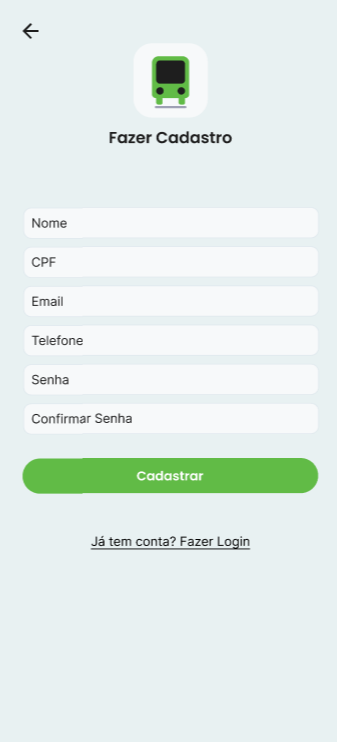 Fazer Cadastro
Nome
CPF
Email
Telefone
Senha
Confirmar Senha
Cadastrar
Já tem conta? Fazer Login